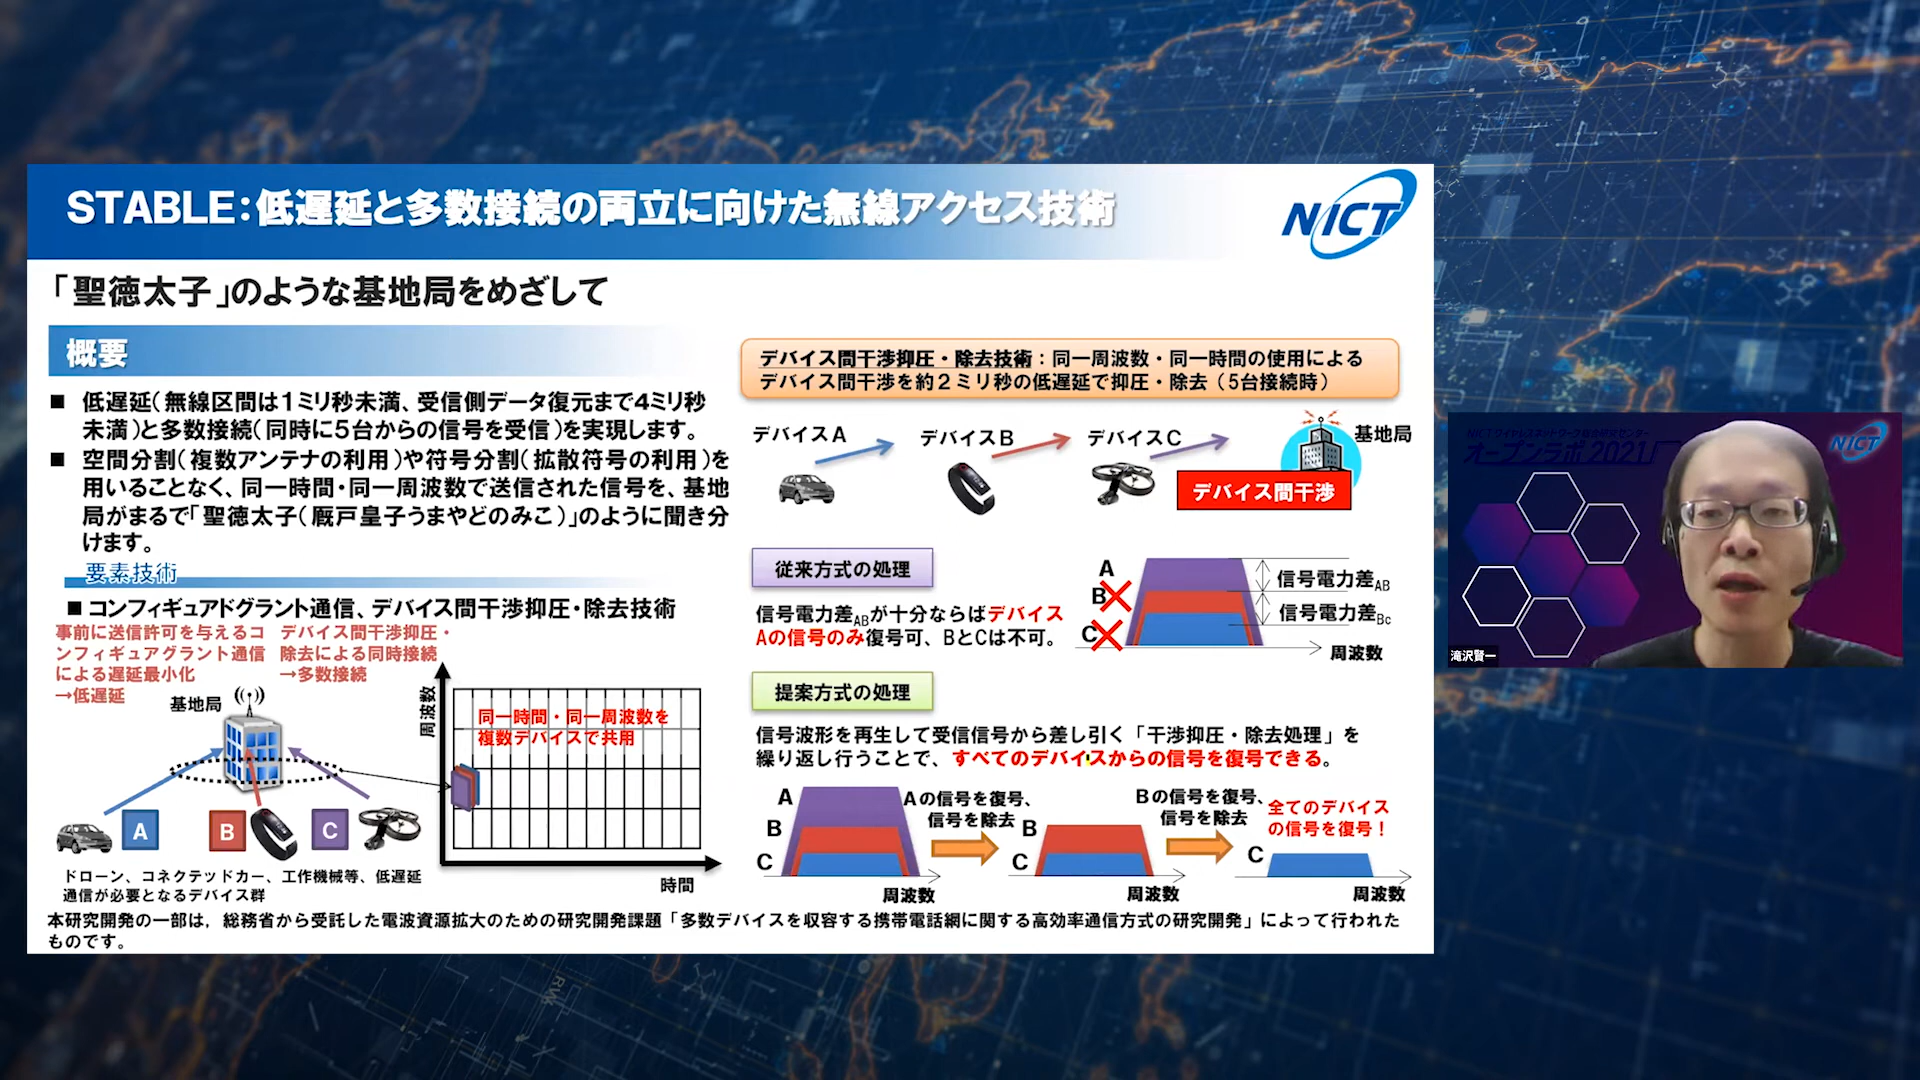 STABLE：低遅延と多数接続の両立に向けた無線アクセス技術
NICT
「聖徳太子」のような基地局をめざして
概要
■ 低遅延（無線区間は１ミリ秒未満、受信側データ復元まで４ミリ秒
未満）と多数接続（同時に５台からの信号を受信）を実現します。
■ 空間分割（複数アンテナの利用）や符号分割（拡散符号の利用）を
用いることなく、同一時間・同一周波数で送信された信号を、基地
局がまるで「聖徳太子（厩戸皇子うまやどのみこ）」のように聞き分
けます。
要素技術
■ コンフィギュアドグラント通信、デバイス間干渉抑圧・除去技術
事前に送信許可を与えるコ
ンフィギュアグラント通信
による遅延最小化
→低遅延
デバイス間干渉抑圧・
除去による同時接続
→多数接続
基地局
周波数
同一時間・同一周波数を
複数デバイスで共用
A
B
C
時間
ドローン、コネクテッドカー、工作機械等、低遅延
通信が必要となるデバイス群
デバイス間干渉抑圧・除去技術：同一周波数・同一時間の使用による
デバイス間干渉を約２ミリ秒の低遅延で抑圧・除去（5台接続時）
デバイスA
デバイスB
デバイスC
基地局
デバイス間干渉
従来方式の処理
信号電力差ABが十分ならばデバイス
Aの信号のみ復号可、BとCは不可。
A
B
C
信号電力差AB
信号電力差Bc
周波数
提案方式の処理
信号波形を再生して受信信号から差し引く「干渉抑圧・除去処理」を
繰り返し行うことで、すべてのデバイスからの信号を復号できる。
A
B
C
周波数
Aの信号を復号、
信号を除去
B
C
周波数
Bの信号を復号、
信号を除去
全てのデバイス
の信号を復号！
C
周波数
本研究開発の一部は，総務省から受託した電波資源拡大のための研究開発課題「多数デバイスを収容する携帯電話網に関する高効率通信方式の研究開発」によって行われた
ものです。
NICTワイヤレスネットワーク総合研究センター
オープンラボ2021
NICT
滝沢賢一